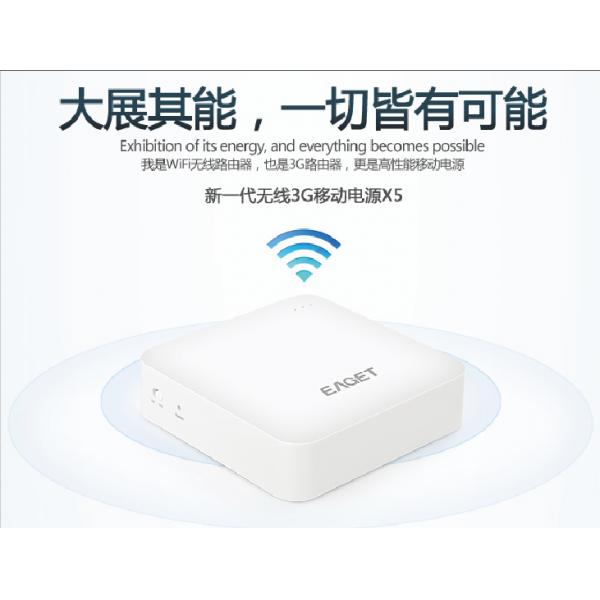 大展其能，一切皆有可能
Exhibition of its energy, and everything becomes possible
我是WiFi无线路由器，也是3G路由器，更是高性能移动电源
新一代无线3G移动电源X5
EAGET